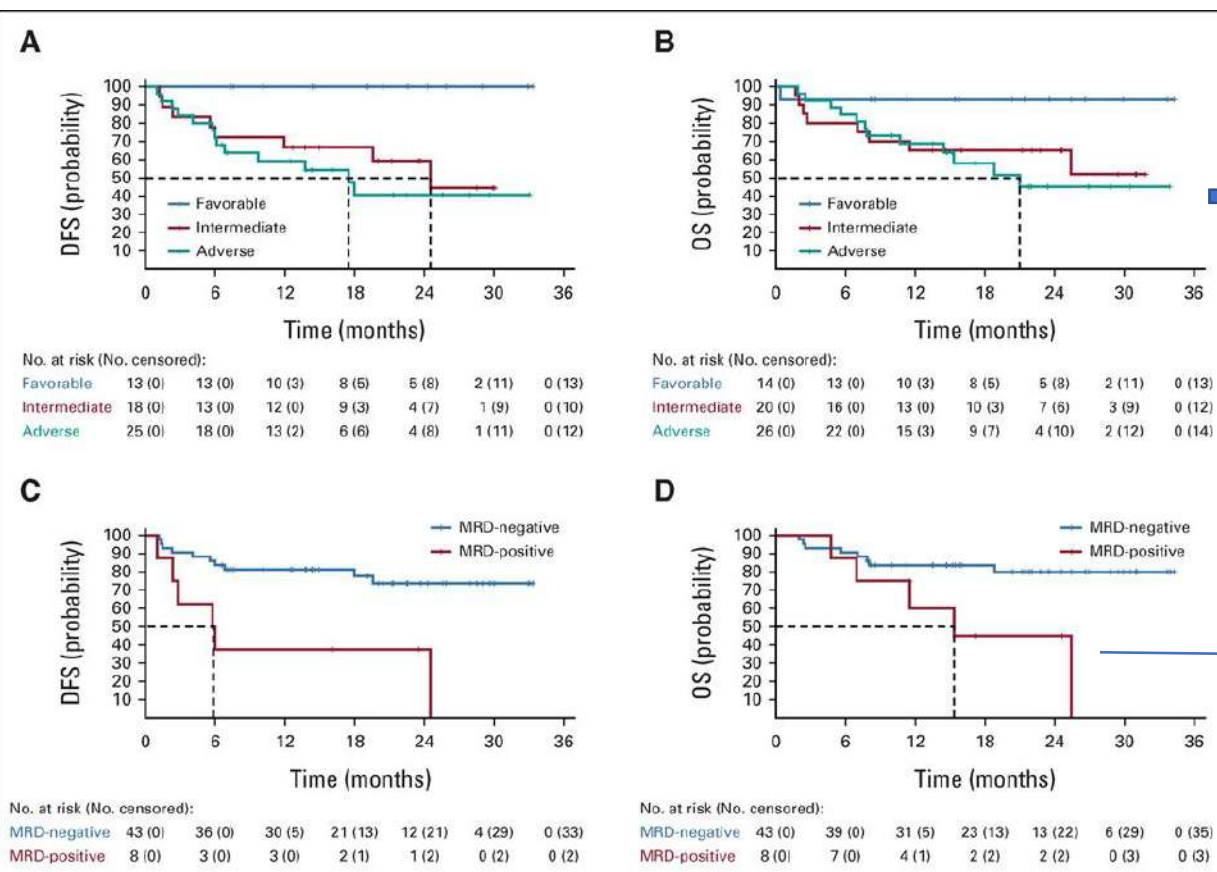 A
DFS (probability)
100
90
80
70
60
50
40
30
20
10
Favorable
Intermediate
Adverse
0 6 12 18 24 30 36
Time (months)
No. at risk (No. censored):
Favorable 13 (0) 13 (0) 10 (3) 8 (5) 5 (8) 2 (11) 0 (13)
Intermediate 18 (0) 13 (0) 12 (0) 9 (3) 4 (7) 1 (9) 0 (10)
Adverse 25 (0) 18 (0) 13 (2) 6 (6) 4 (8) 1 (11) 0 (12)
B
OS (probability)
100
90
80
70
60
50
40
30
20
10
Favorable
Intermediate
Adverse
0 6 12 18 24 30 36
Time (months)
No. at risk (No. censored):
Favorable 14 (0) 13 (0) 10 (3) 8 (5) 5 (8) 2 (11) 0 (13)
Intermediate 20 (0) 16 (0) 13 (0) 10 (3) 7 (6) 3 (9) 0 (12)
Adverse 26 (0) 22 (0) 15 (3) 9 (7) 4 (10) 2 (12) 0 (14)
C
DFS (probability)
100
90
80
70
60
50
40
30
20
10
MRD-negative
MRD-positive
0 6 12 18 24 30 36
Time (months)
No. at risk (No. censored):
MRD-negative 43 (0) 36 (0) 30 (5) 21 (13) 12 (21) 4 (29) 0 (33)
MRD-positive 8 (0) 3 (0) 3 (0) 2 (1) 1 (2) 0 (2) 0 (2)
D
OS (probability)
100
90
80
70
60
50
40
30
20
10
MRD-negative
MRD-positive
0 6 12 18 24 30 36
Time (months)
No. at risk (No. censored):
MRD-negative 43 (0) 39 (0) 31 (5) 23 (13) 13 (22) 6 (29) 0 (35)
MRD-positive 8 (0) 7 (0) 4 (1) 2 (2) 2 (2) 0 (3) 0 (3)